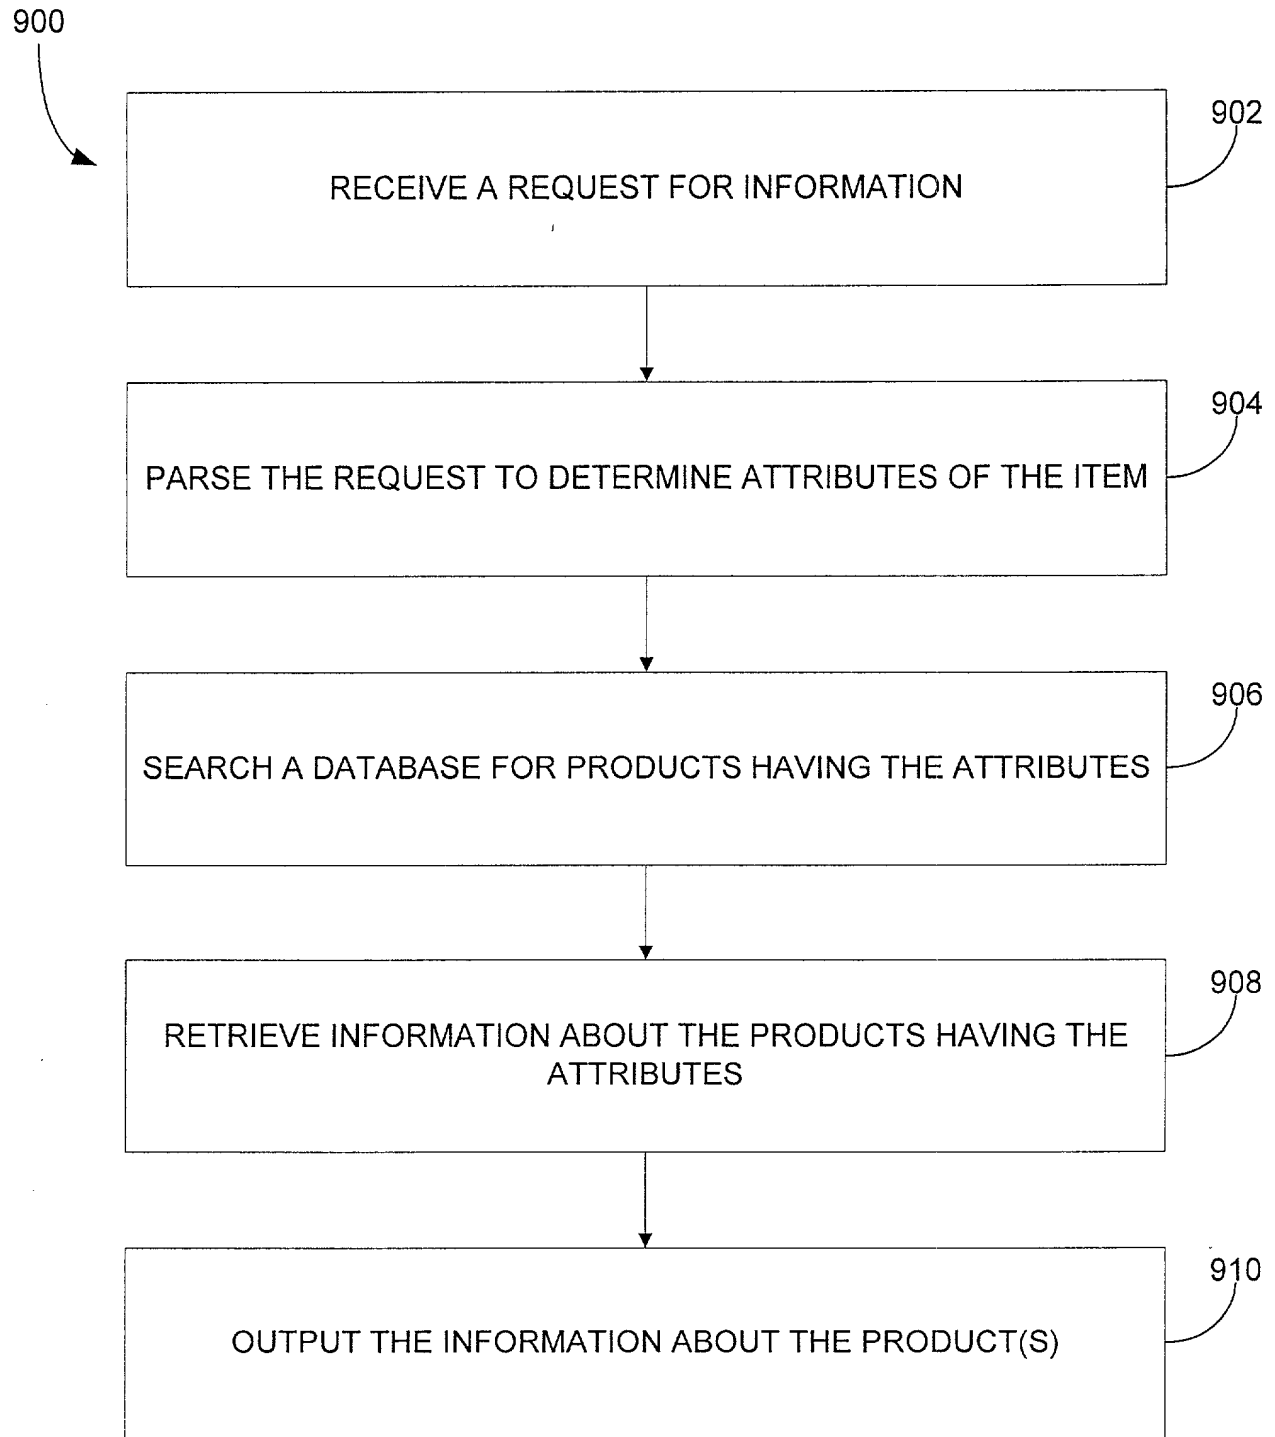 900
902
RECEIVE A REQUEST FOR INFORMATION
904
PARSE THE REQUEST TO DETERMINE ATTRIBUTES OF THE ITEM
906
SEARCH A DATABASE FOR PRODUCTS HAVING THE ATTRIBUTES
908
RETRIEVE INFORMATION ABOUT THE PRODUCTS HAVING THE
ATTRIBUTES
910
OUTPUT THE INFORMATION ABOUT THE PRODUCT(S)